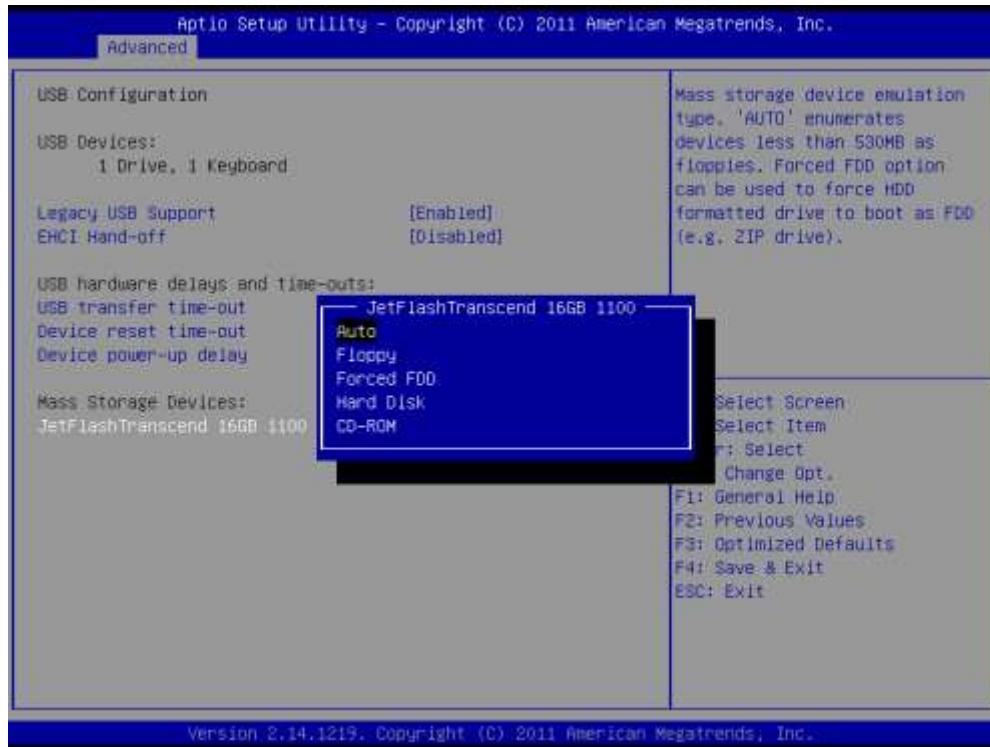 Aptio Setup Utility – Copyright (C) 2011 American Megatrends, Inc.
Advanced
USB Configuration
USB Devices:
1 Drive, 1 Keyboard
Legacy USB Support [Enabled]
EHCI Hand-off [Disabled]
USB hardware delays and time-outs:
USB transfer time-out
Device reset time-out
Device power-up delay
Mass Storage Devices:
JetFlashTranscend 16GB 1100
JetFlashTranscend 16GB 1100
Auto
Floppy
Forced FDD
Hard Disk
CD-ROM
Mass storage device emulation
type. 'AUTO' enumerates
devices less than 530MB as
floppies. Forced FDD option
can be used to force HDD
formatted drive to boot as FDD
(e.g. ZIP drive).
Select Screen
Select Item
r: Select
Change Opt.
F1: General Help
F2: Previous Values
F3: Optimized Defaults
F4: Save & Exit
ESC: Exit
Version 2.14.1219. Copyright (C) 2011 American Megatrends, Inc.